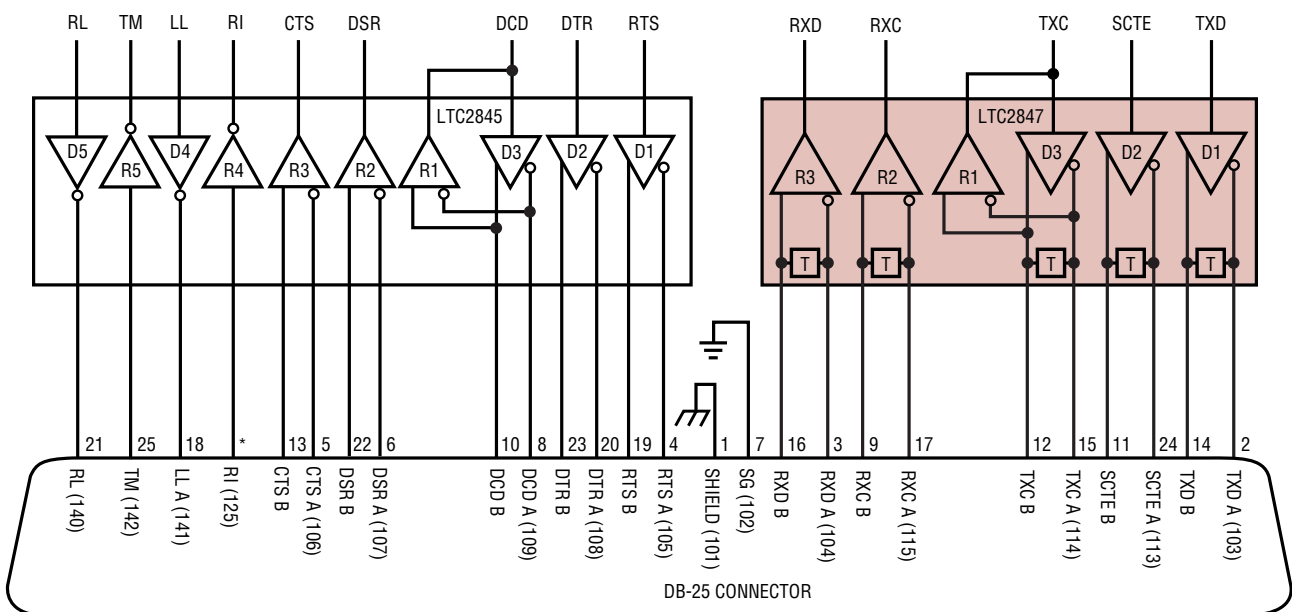 RL TM LL RI CTS DSR DCD DTR RTS RXD RXC TXC SCTE TXD
LTC2845 LTC2847
D5 R5 D4 R4 R3 R2 R1 D3 D2 D1 R3 R2 R1 D3 D2 D1
T T T T T
21 25 18 * 13 5 22 6 10 8 23 20 19 4 1 7 16 3 9 17 12 15 11 24 14 2
RL (140)
TM (142)
LL A (141)
RI (125)
CTS B
CTS A (106)
DSR B
DSR A (107)
DCD B
DCD A (109)
DTR B
DTR A (108)
RTS B
RTS A (105)
SHIELD (101)
SG (102)
RXD B
RXD A (104)
RXC B
RXC A (115)
TXC B
TXC A (114)
SCTE B
SCTE A (113)
TXD B
TXD A (103)
DB-25 CONNECTOR